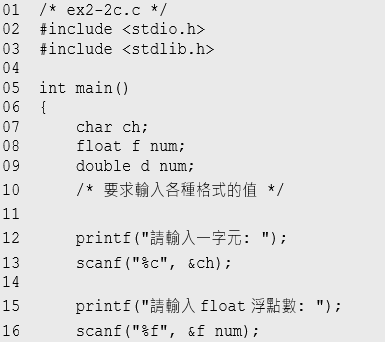 01 /* ex2-2c.c */
02 #include <stdio.h>
03 #include <stdlib.h>
04
05 int main()
06 {
07 char ch;
08 float f num;
09 double d num;
10 /* 要求輸入各種格式的值 */
11
12 printf("請輸入一字元: ");
13 scanf("%c", &ch);
14
15 printf("請輸入 float 浮點數: ");
16 scanf("%f", &f num);